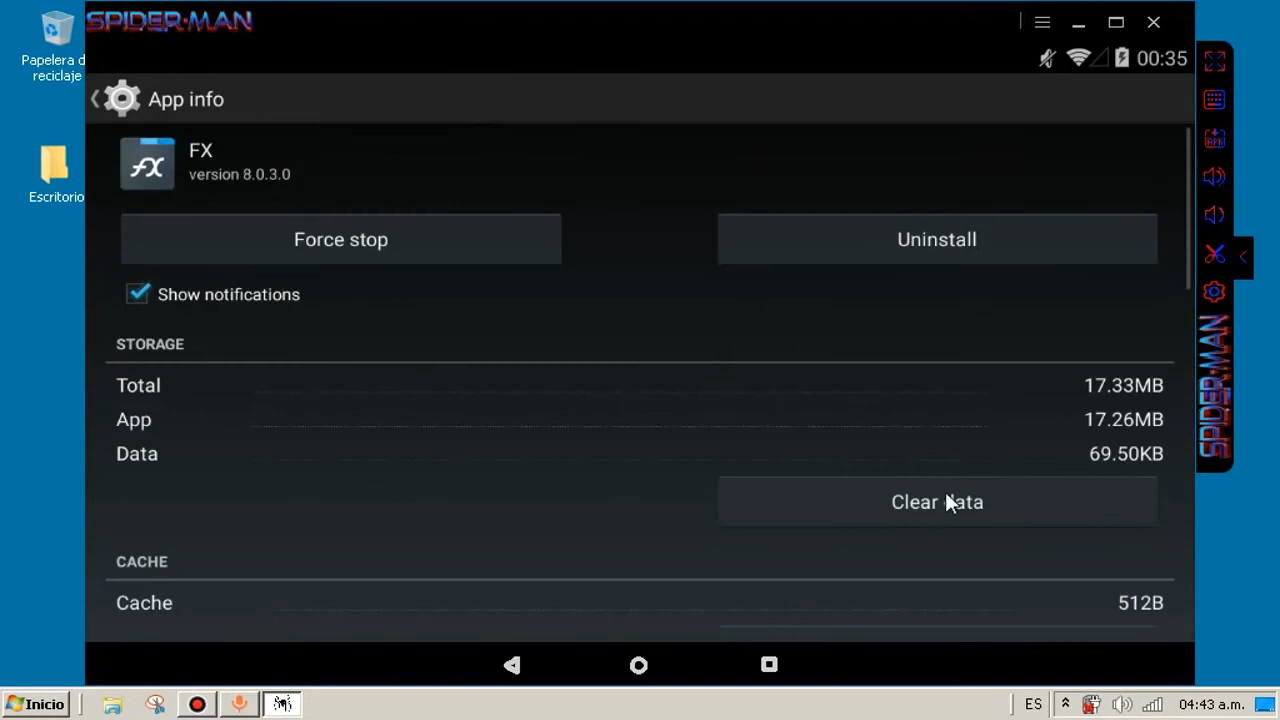 SPIDER-MAN
Papelera d
reciclaje
00:35
App info
FX
FX
version 8.0.3.0
APK
Escritorio
Force stop
Uninstall
Show notifications
STORAGE
Total 17.33MB
App 17.26MB
Data 69.50KB
Clear data
SPIDER-MAN
CACHE
Cache 512B
Inicio
ES
04:43 a.m.